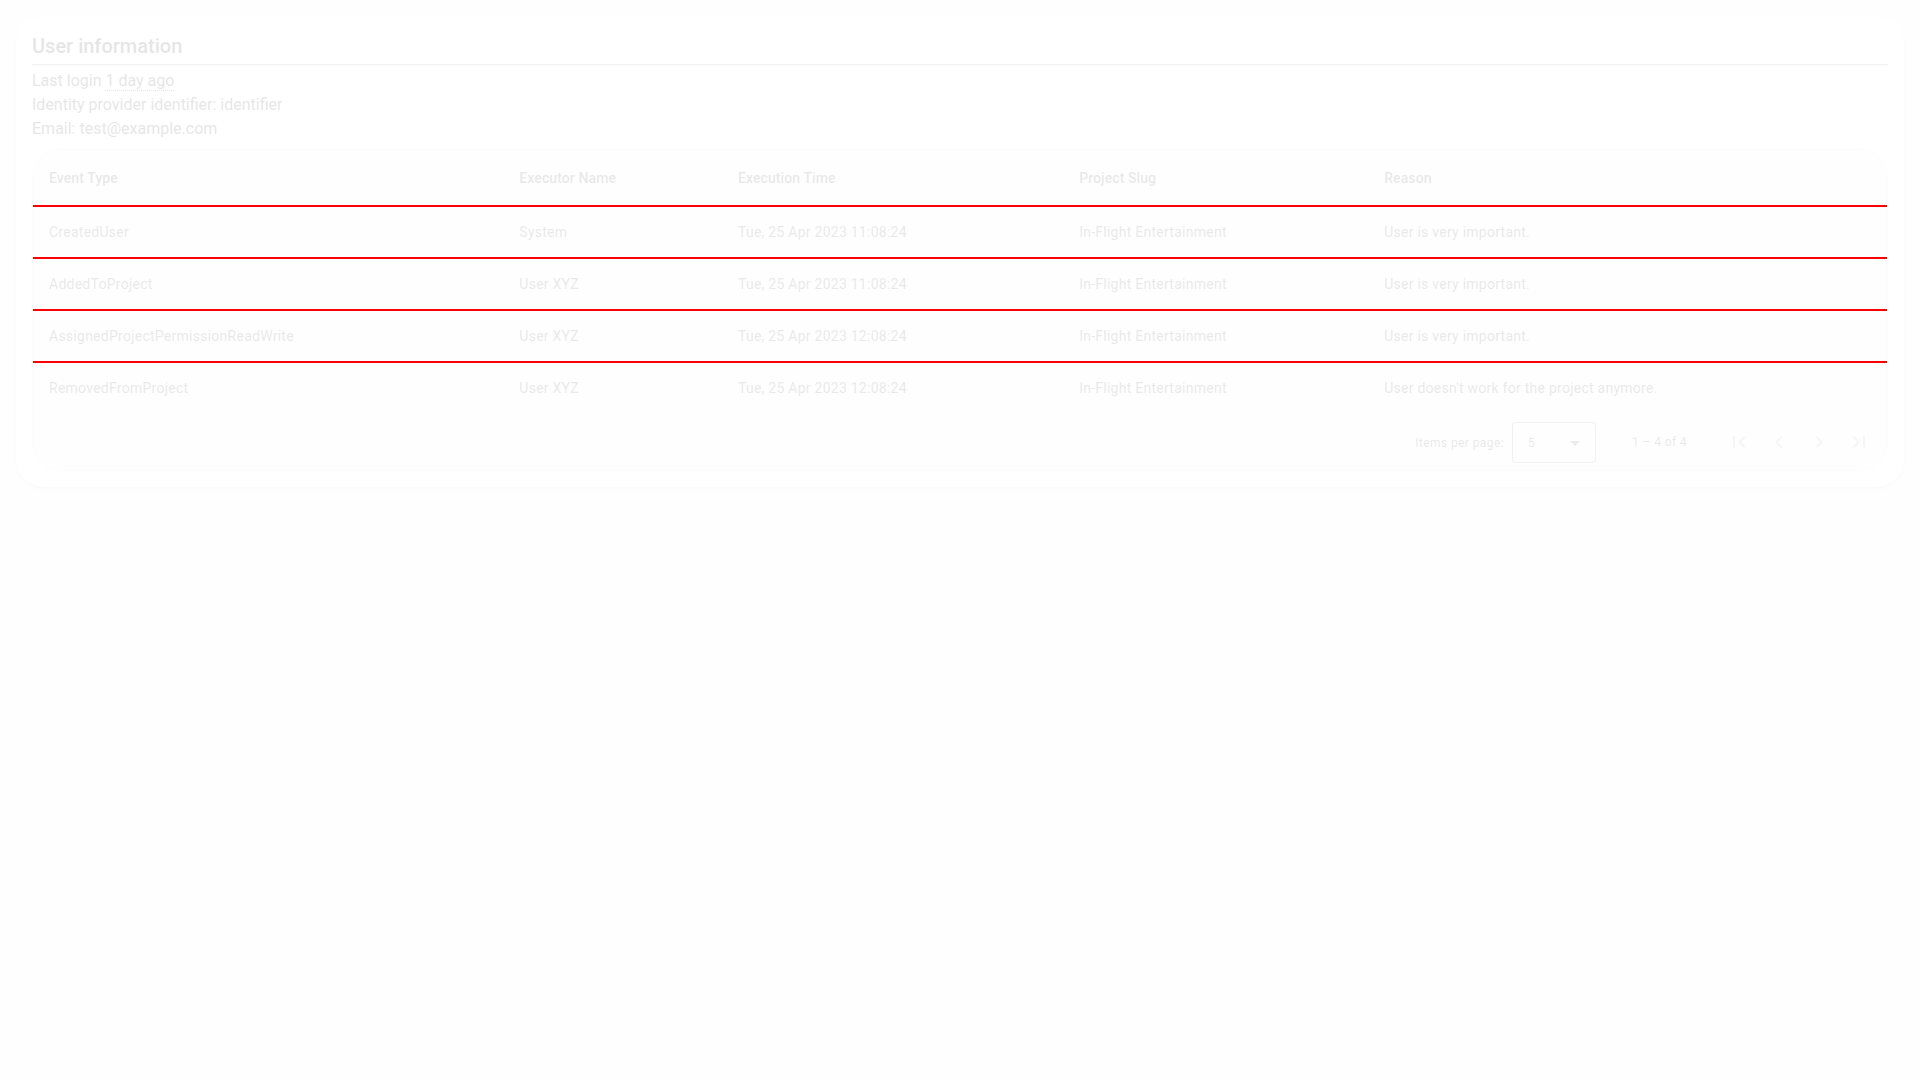 User information
Last login 1 day ago
Identity provider identifier: identifier
Email: test@example.com
Event Type Executor Name Execution Time Project Slug Reason
CreatedUser System Tue, 25 Apr 2023 11:08:24 In-Flight Entertainment User is very important.
AddedToProject User XYZ Tue, 25 Apr 2023 11:08:24 In-Flight Entertainment User is very important.
AssignedProjectPermissionReadWrite User XYZ Tue, 25 Apr 2023 12:08:24 In-Flight Entertainment User is very important.
RemovedFromProject User XYZ Tue, 25 Apr 2023 12:08:24 In-Flight Entertainment User doesn't work for the project anymore.
Items per page: 5 1 – 4 of 4